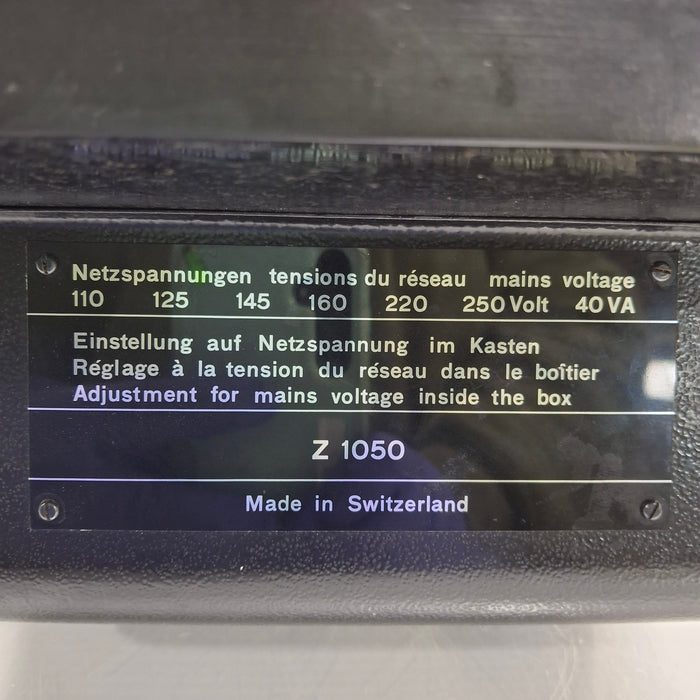 Netzspannungen tensions du réseau mains voltage
110 125 145 160 220 250 Volt 40 VA
Einstellung auf Netzspannung im Kasten
Réglage à la tension du réseau dans le boîtier
Adjustment for mains voltage inside the box
Z 1050
Made in Switzerland